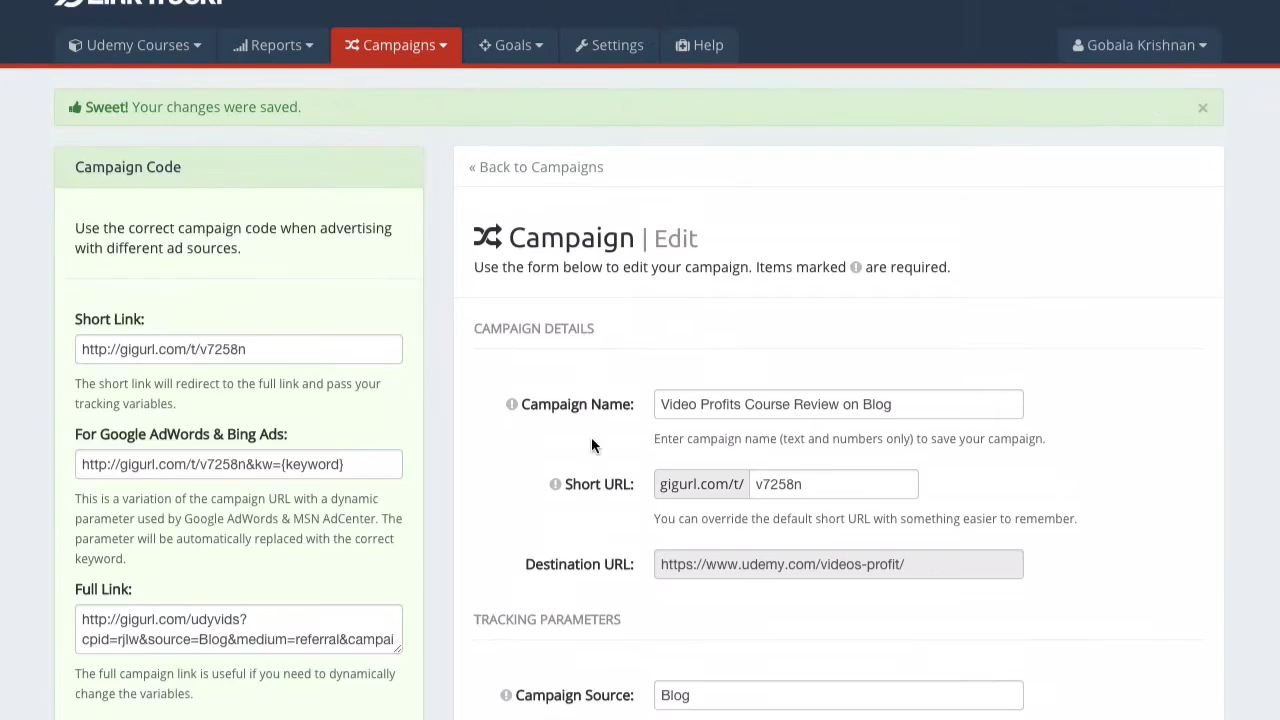 Udemy Courses
Reports
Campaigns
Goals
Settings
Help
Gobala Krishnan
Sweet! Your changes were saved.
×
Campaign Code
Use the correct campaign code when advertising
with different ad sources.
Short Link:
http://gigurl.com/t/v7258n
The short link will redirect to the full link and pass your
tracking variables.
For Google AdWords & Bing Ads:
http://gigurl.com/t/v7258n&kw={keyword}
This is a variation of the campaign URL with a dynamic
parameter used by Google AdWords & MSN AdCenter. The
parameter will be automatically replaced with the correct
keyword.
Full Link:
http://gigurl.com/udyvids?
cpid=rjlw&source=Blog&medium=referral&campai
The full campaign link is useful if you need to dynamically
change the variables.
« Back to Campaigns
Campaign | Edit
Use the form below to edit your campaign. Items marked are required.
CAMPAIGN DETAILS
Campaign Name: Video Profits Course Review on Blog
Enter campaign name (text and numbers only) to save your campaign.
Short URL: gigurl.com/t/ v7258n
You can override the default short URL with something easier to remember.
Destination URL: https://www.udemy.com/videos-profit/
TRACKING PARAMETERS
Campaign Source: Blog